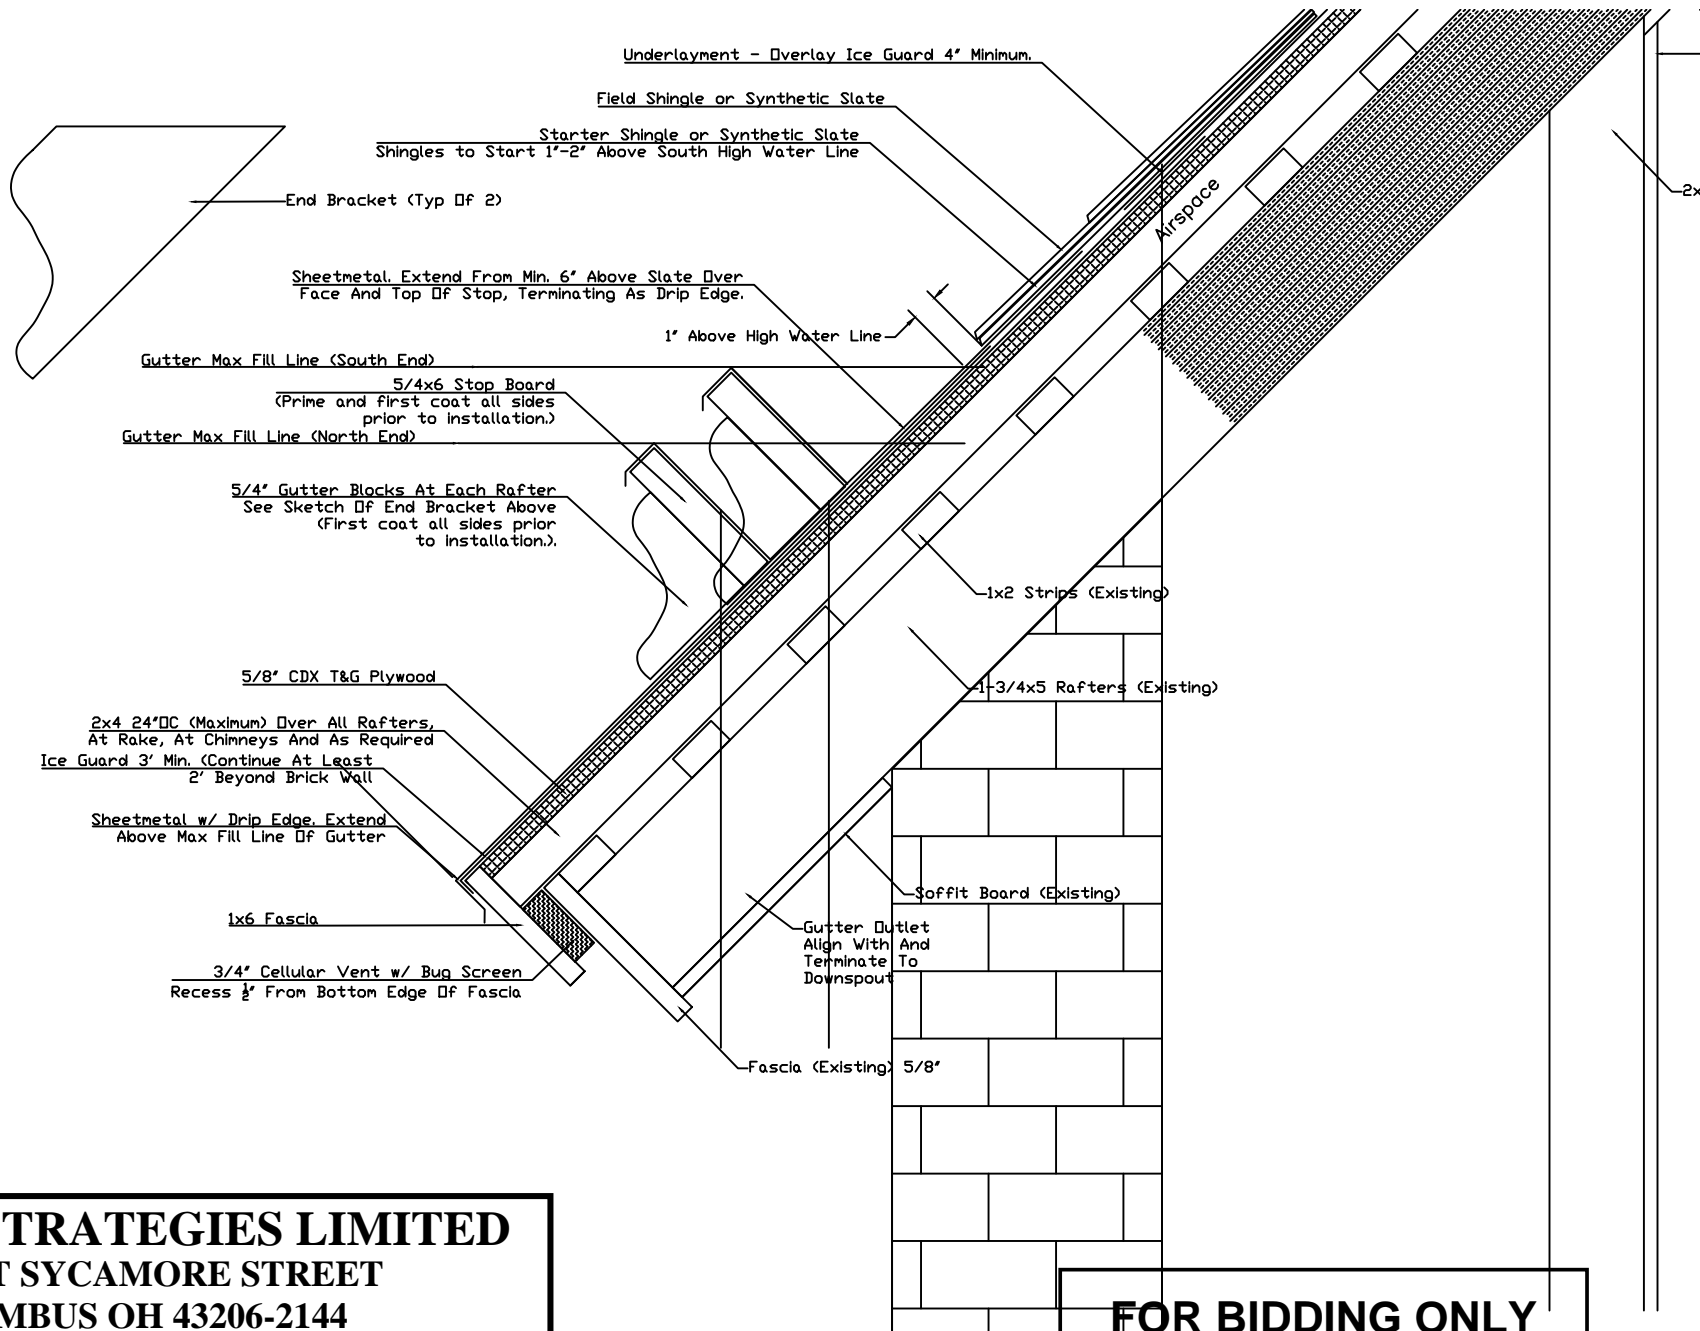 Underlayment - Overlay Ice Guard 4" Minimum.
Field Shingle or Synthetic Slate
Starter Shingle or Synthetic Slate
Shingles to Start 1"-2" Above South High Water Line
Airspace
2x
End Bracket (Typ Of 2)
Sheetmetal. Extend From Min. 6" Above Slate Over
Face And Top Of Stop, Terminating As Drip Edge.
1" Above High Water Line
Gutter Max Fill Line (South End)
5/4x6 Stop Board
(Prime and first coat all sides
prior to installation.)
Gutter Max Fill Line (North End)
5/4" Gutter Blocks At Each Rafter
See Sketch Of End Bracket Above
(First coat all sides prior
to installation.).
1x2 Strips (Existing)
1-3/4x5 Rafters (Existing)
5/8" CDX T&G Plywood
2x4 24"OC (Maximum) Over All Rafters,
At Rake, At Chimneys And As Required
Ice Guard 3' Min. (Continue At Least
2' Beyond Brick Wall
Sheetmetal w/ Drip Edge. Extend
Above Max Fill Line Of Gutter
Soffit Board (Existing)
1x6 Fascia
Gutter Outlet
Align With And
Terminate To
Downspout
3/4" Cellular Vent w/ Bug Screen
Recess ½" From Bottom Edge Of Fascia
Fascia (Existing) 5/8"
TRATEGIES LIMITED
T SYCAMORE STREET
MBUS OH 43206-2144
FOR BIDDING ONLY